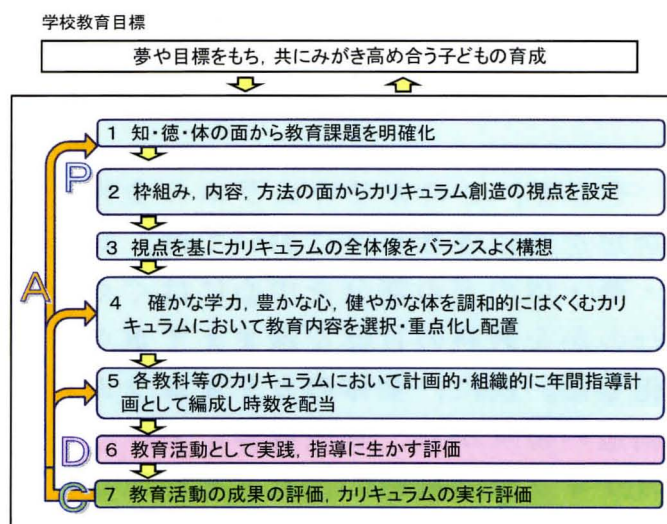 学校教育目標
夢や目標をもち，共にみがき高め合う子どもの育成
1 知・徳・体の面から教育課題を明確化
P
2 枠組み，内容，方法の面からカリキュラム創造の視点を設定
3 視点を基にカリキュラムの全体像をバランスよく構想
A
4 確かな学力，豊かな心，健やかな体を調和的にはぐくむカリ
キュラムにおいて教育内容を選択・重点化し配置
5 各教科等のカリキュラムにおいて計画的・組織的に年間指導計
画として編成し時数を配当
D
6 教育活動として実践，指導に生かす評価
C
7 教育活動の成果の評価，カリキュラムの実行評価